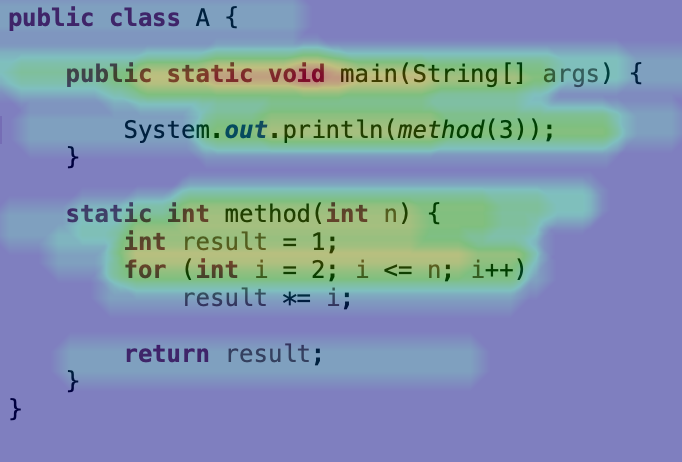 public class A {
public static void main(String[] args) {
System.out.println(method(3));
}
static int method(int n) {
int result = 1;
for (int i = 2; i <= n; i++)
result *= i;
return result;
}
}